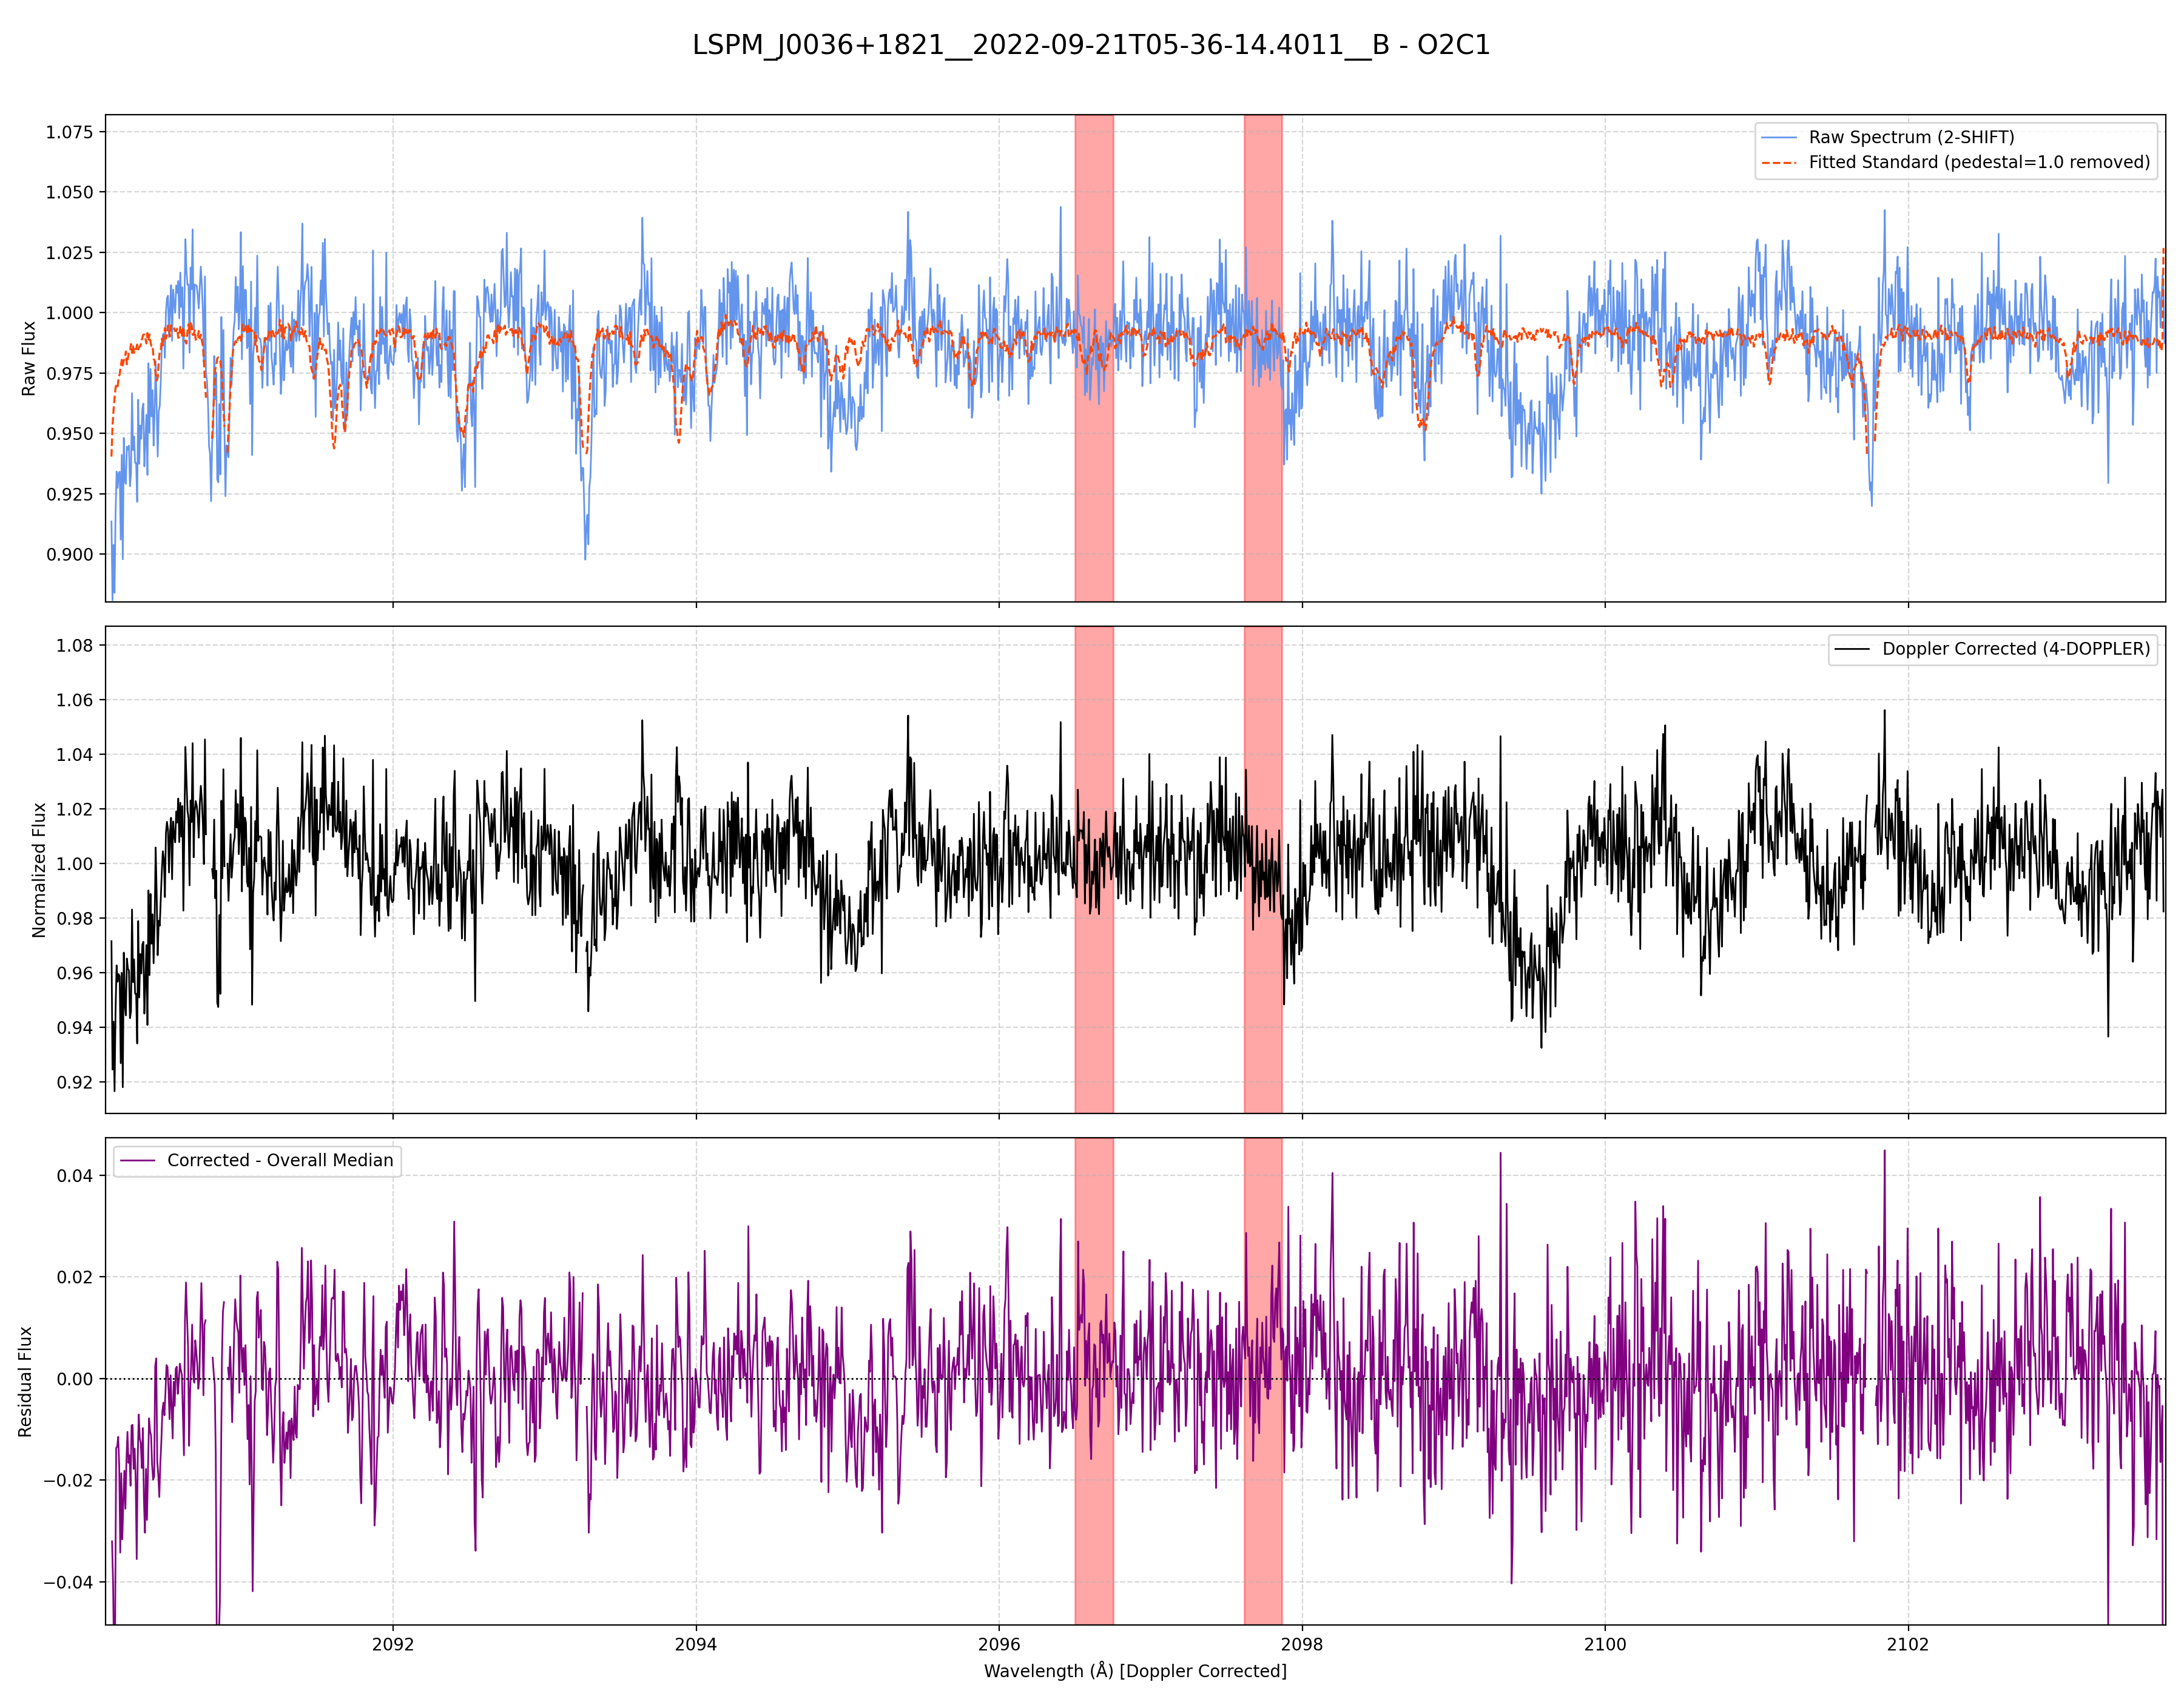 LSPM_J0036+1821__2022-09-21T05-36-14.4011__B - O2C1
Raw Spectrum (2-SHIFT)
Fitted Standard (pedestal=1.0 removed)
1.075
1.050
1.025
1.000
0.975
0.950
0.925
0.900
Raw Flux
Doppler Corrected (4-DOPPLER)
1.08
1.06
1.04
1.02
1.00
0.98
0.96
0.94
0.92
Normalized Flux
Corrected - Overall Median
0.04
0.02
0.00
−0.02
−0.04
Residual Flux
2092 2094 2096 2098 2100 2102
Wavelength (Å) [Doppler Corrected]